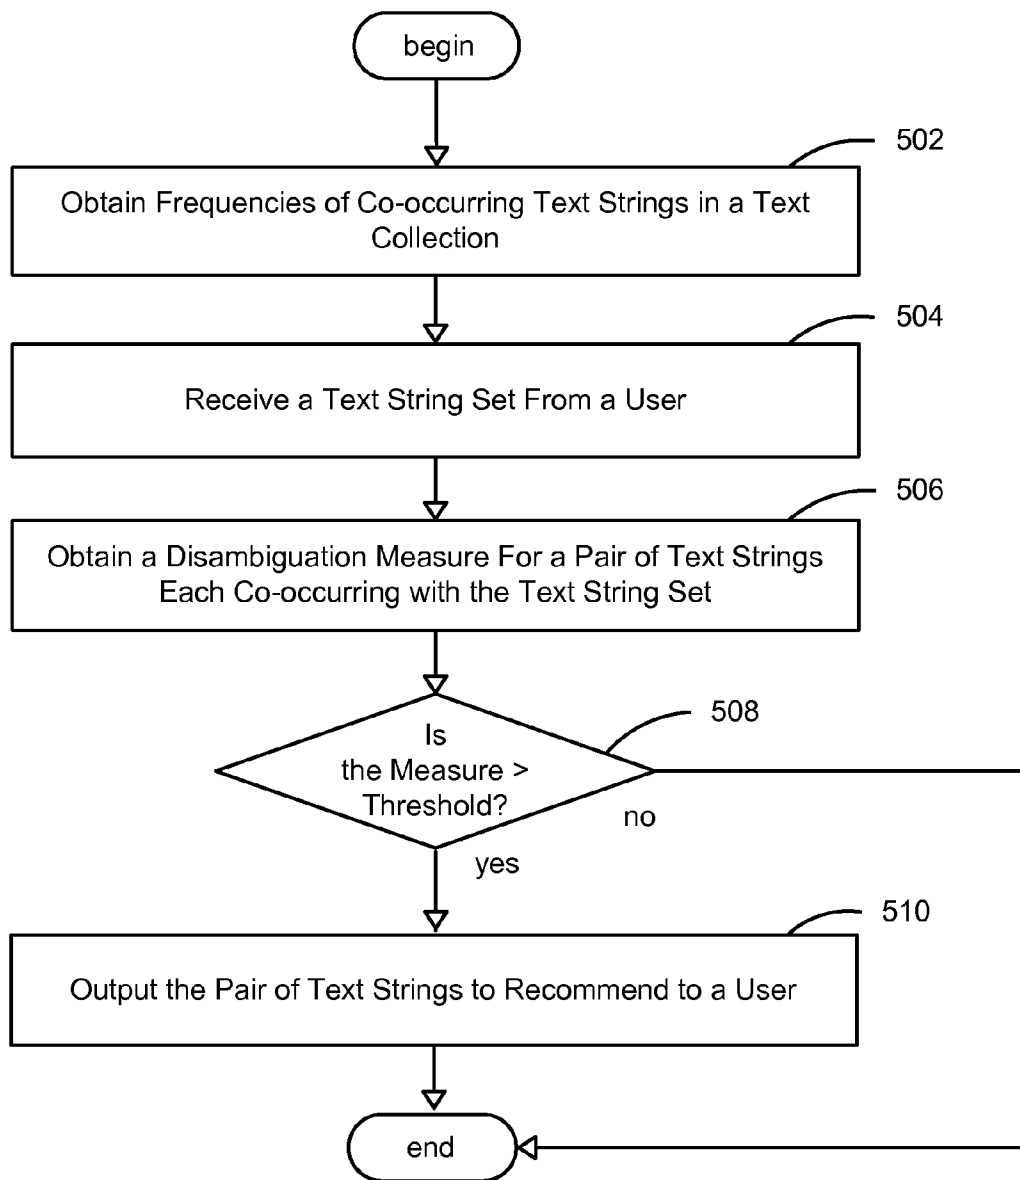 begin
502
Obtain Frequencies of Co-occurring Text Strings in a Text
Collection
504
Receive a Text String Set From a User
506
Obtain a Disambiguation Measure For a Pair of Text Strings
Each Co-occurring with the Text String Set
508
Is
the Measure >
Threshold?
no
yes
510
Output the Pair of Text Strings to Recommend to a User
end